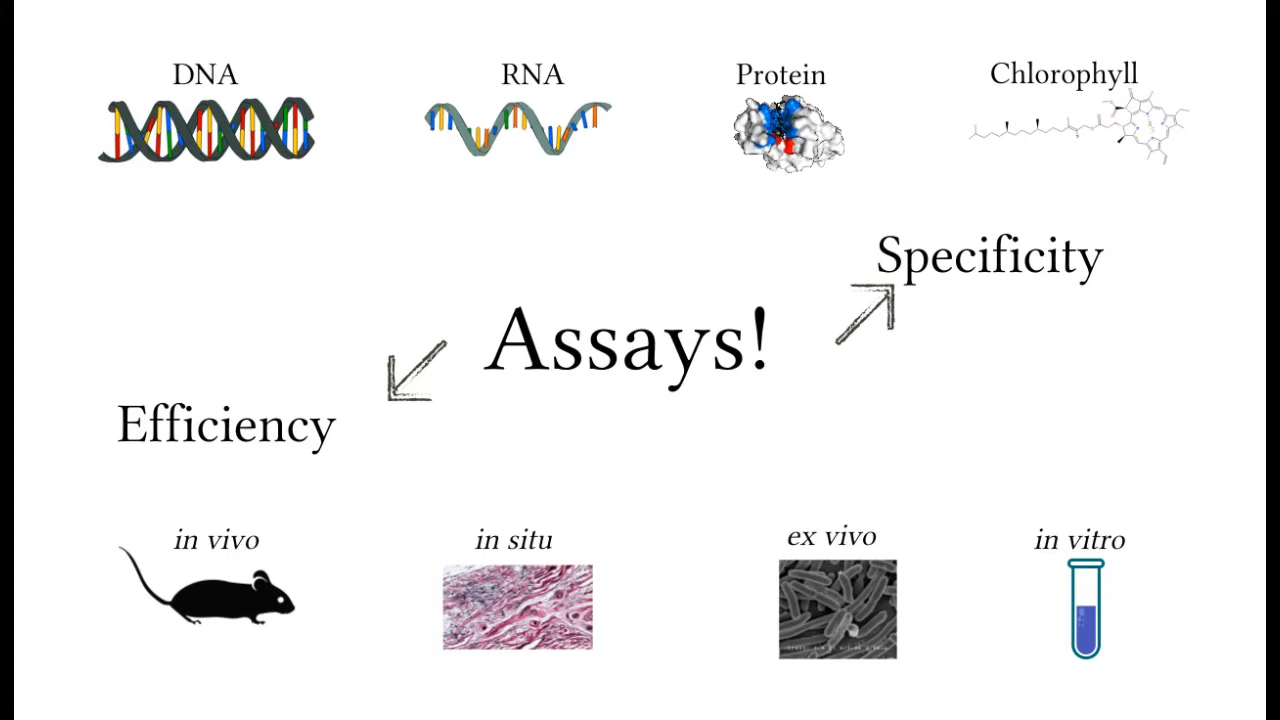 DNA
RNA
Protein
Chlorophyll
Specificity
Assays!
Efficiency
in vivo
in situ
ex vivo
in vitro